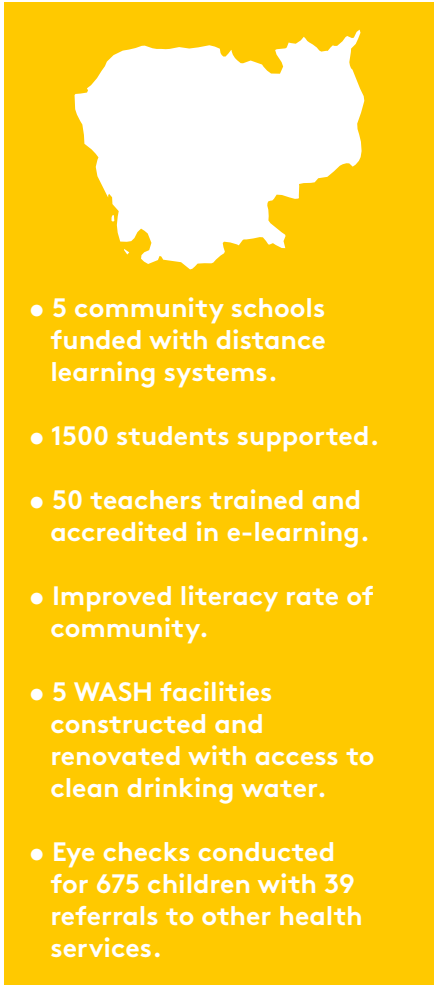 • 5 community schools
funded with distance
learning systems.
• 1500 students supported.
• 50 teachers trained and
accredited in e-learning.
• Improved literacy rate of
community.
• 5 WASH facilities
constructed and
renovated with access to
clean drinking water.
• Eye checks conducted
for 675 children with 39
referrals to other health
services.